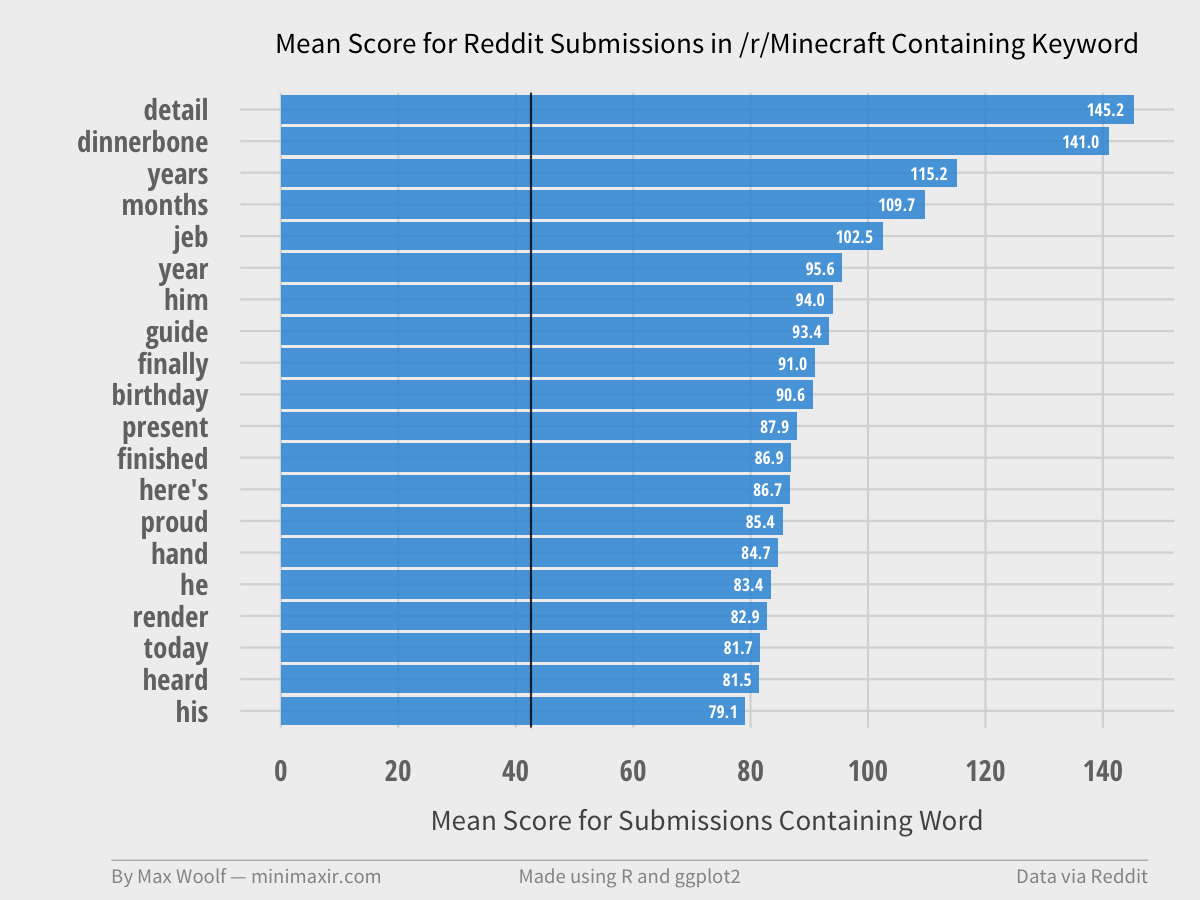 Mean Score for Reddit Submissions in /r/Minecraft Containing Keyword
detail 145.2
dinnerbone 141.0
years 115.2
months 109.7
jeb 102.5
year 95.6
him 94.0
guide 93.4
finally 91.0
birthday 90.6
present 87.9
finished 86.9
here's 86.7
proud 85.4
hand 84.7
he 83.4
render 82.9
today 81.7
heard 81.5
his 79.1
0 20 40 60 80 100 120 140
Mean Score for Submissions Containing Word
By Max Woolf — minimaxir.com Made using R and ggplot2 Data via Reddit